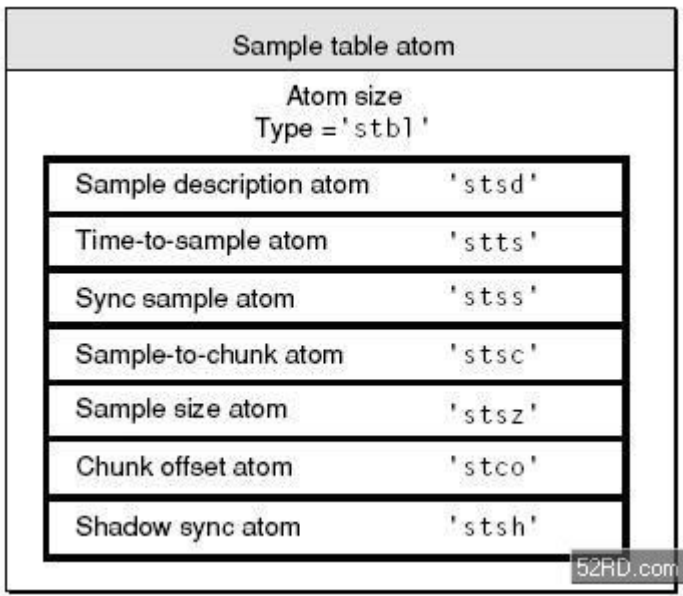 Sample table atom
Atom size
Type = 'stbl'
Sample description atom 'stsd'
Time-to-sample atom 'stts'
Sync sample atom 'stss'
Sample-to-chunk atom 'stsc'
Sample size atom 'stsz'
Chunk offset atom 'stco'
Shadow sync atom 'stsh'
52RD.com